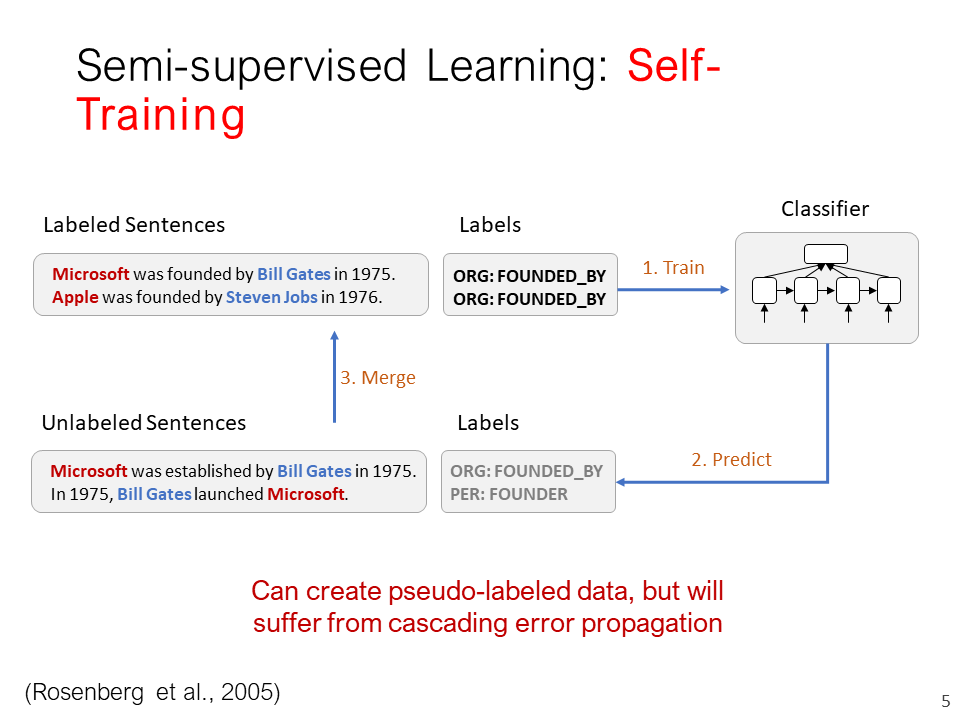 Semi-supervised Learning: Self-
Training
Labeled Sentences
Labels
Classifier
Microsoft was founded by Bill Gates in 1975.
Apple was founded by Steven Jobs in 1976.
ORG: FOUNDED_BY
ORG: FOUNDED_BY
1. Train
3. Merge
Unlabeled Sentences
Labels
2. Predict
Microsoft was established by Bill Gates in 1975.
In 1975, Bill Gates launched Microsoft.
ORG: FOUNDED_BY
PER: FOUNDER
Can create pseudo-labeled data, but will
suffer from cascading error propagation
(Rosenberg et al., 2005)
5